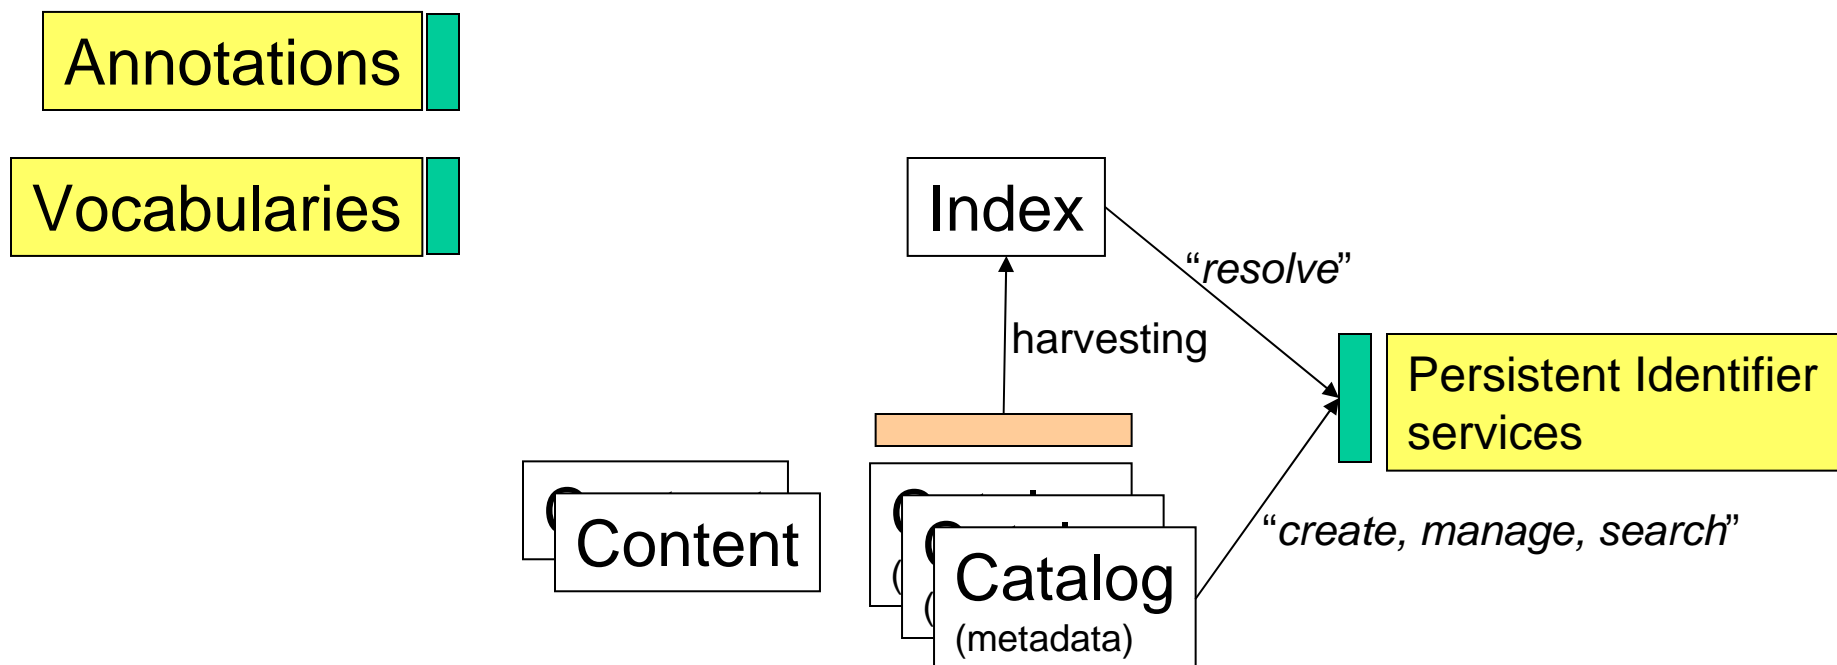 Annotations
Vocabularies
Index
“resolve”
harvesting
Persistent Identifier
services
Content
“create, manage, search”
Catalog
(metadata)